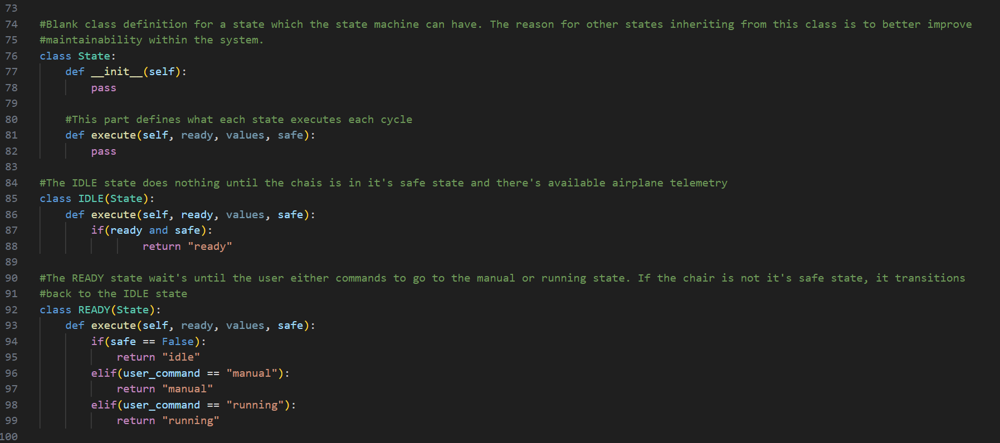 73
74 #Blank class definition for a state which the state machine can have. The reason for other states inheriting from this class is to better improve
75 #maintainability within the system.
76 class State:
77     def __init__(self):
78         pass
79
80     #This part defines what each state executes each cycle
81     def execute(self, ready, values, safe):
82         pass
83
84 #The IDLE state does nothing until the chais is in it's safe state and there's available airplane telemetry
85 class IDLE(State):
86     def execute(self, ready, values, safe):
87         if(ready and safe):
88                 return "ready"
89
90 #The READY state wait's until the user either commands to go to the manual or running state. If the chair is not it's safe state, it transitions
91 #back to the IDLE state
92 class READY(State):
93     def execute(self, ready, values, safe):
94         if(safe == False):
95             return "idle"
96         elif(user_command == "manual"):
97             return "manual"
98         elif(user_command == "running"):
99             return "running"
100